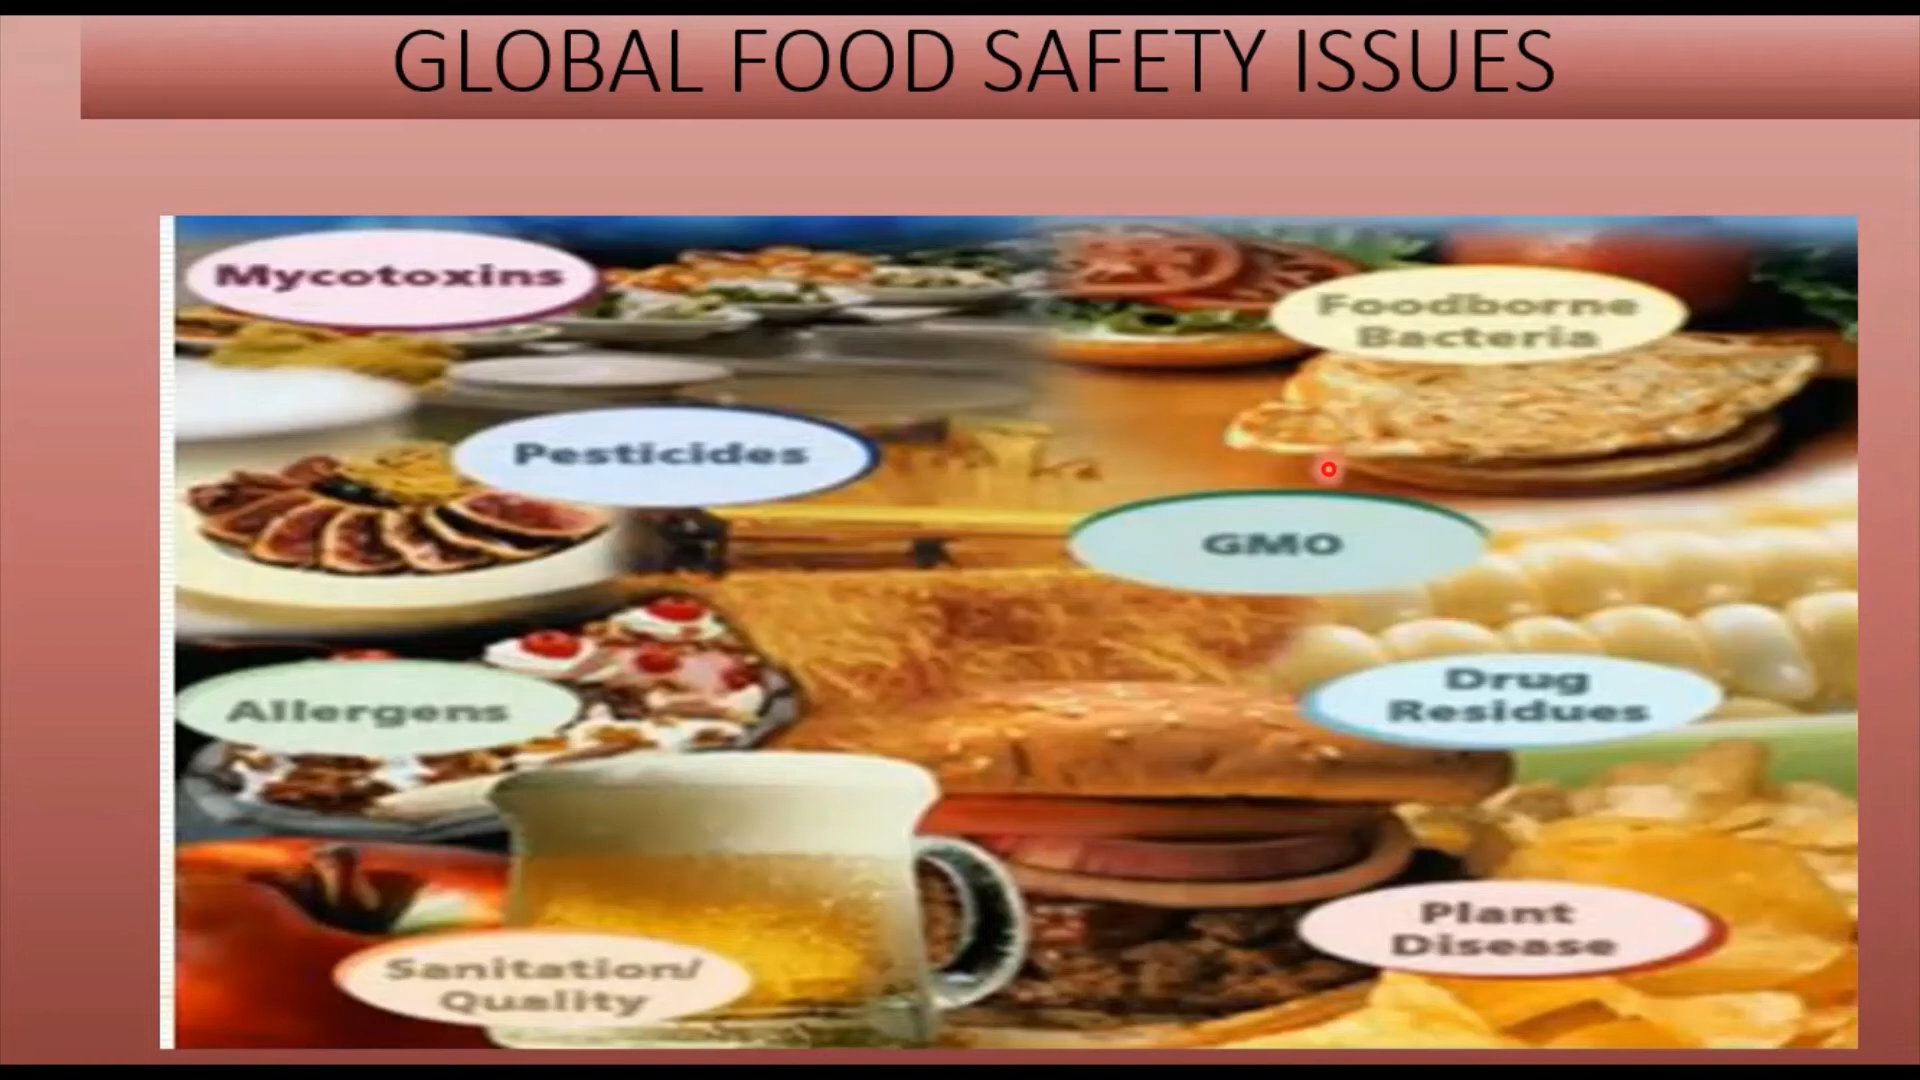 GLOBAL FOOD SAFETY ISSUES
Mycotoxins
Foodborne
Bacteria
Pesticides
GMO
Allergens
Drug
Residues
Plant
Disease
Sanitation/
Quality